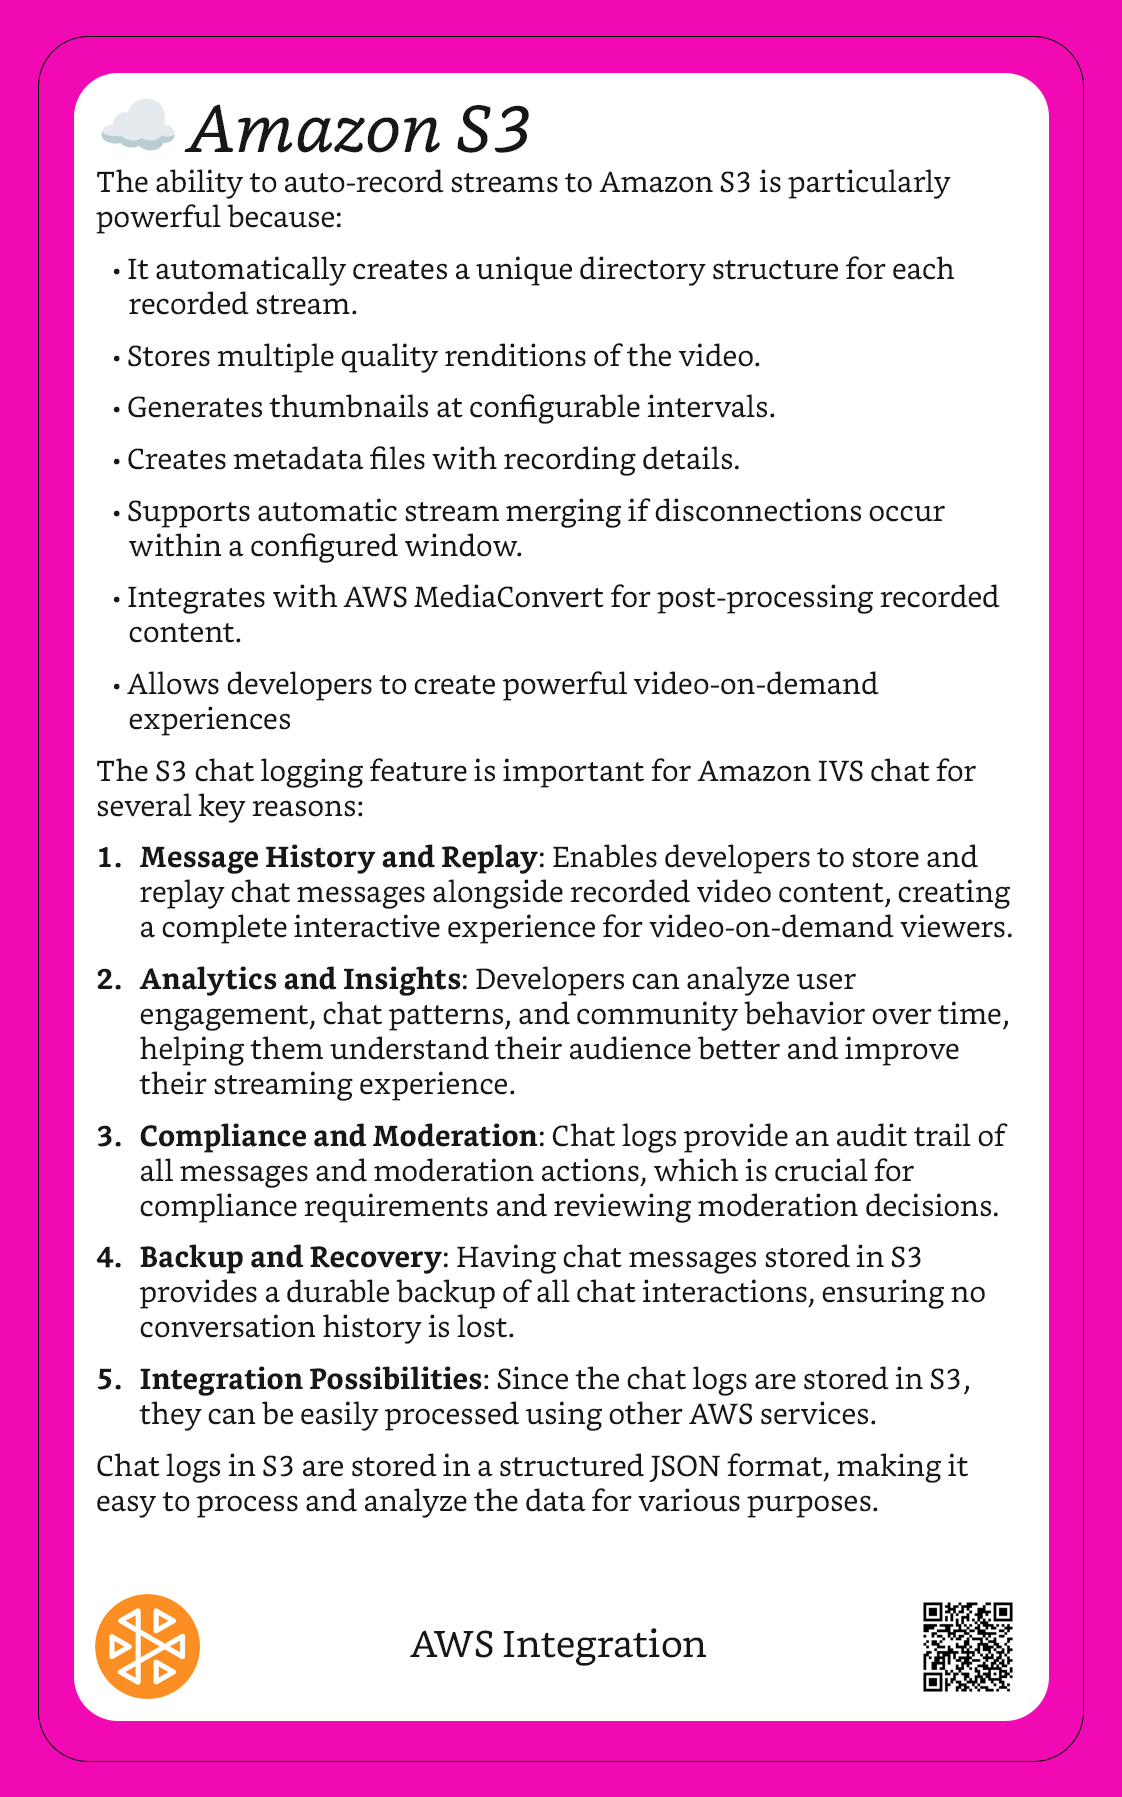 Amazon S3
The ability to auto-record streams to Amazon S3 is particularly
powerful because:
• It automatically creates a unique directory structure for each
recorded stream.
• Stores multiple quality renditions of the video.
• Generates thumbnails at configurable intervals.
• Creates metadata files with recording details.
• Supports automatic stream merging if disconnections occur
within a configured window.
• Integrates with AWS MediaConvert for post-processing recorded
content.
• Allows developers to create powerful video-on-demand
experiences
The S3 chat logging feature is important for Amazon IVS chat for
several key reasons:
1. Message History and Replay: Enables developers to store and
replay chat messages alongside recorded video content, creating
a complete interactive experience for video-on-demand viewers.
2. Analytics and Insights: Developers can analyze user
engagement, chat patterns, and community behavior over time,
helping them understand their audience better and improve
their streaming experience.
3. Compliance and Moderation: Chat logs provide an audit trail of
all messages and moderation actions, which is crucial for
compliance requirements and reviewing moderation decisions.
4. Backup and Recovery: Having chat messages stored in S3
provides a durable backup of all chat interactions, ensuring no
conversation history is lost.
5. Integration Possibilities: Since the chat logs are stored in S3,
they can be easily processed using other AWS services.
Chat logs in S3 are stored in a structured JSON format, making it
easy to process and analyze the data for various purposes.
AWS Integration